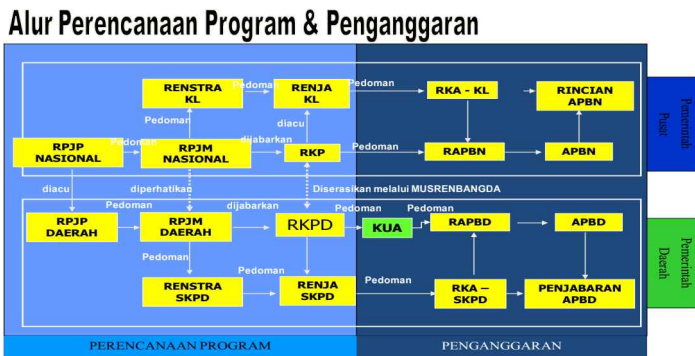 Alur Perencanaan Program & Penganggaran
RENSTRA
KL
Pedoman
RENJA
KL
Pedoman
RKA - KL
RINCIAN
APBN
Pedoman
diacu
RPJP
NASIONAL
Pedoman
RPJM
NASIONAL
dijabarkan
RKP
Pedoman
RAPBN
APBN
Pemerintah
Pusat
diacu
diperhatikan
Diserasikan melalui MUSRENBANGDA
RPJP
DAERAH
Pedoman
RPJM
DAERAH
dijabarkan
RKPD
Pedoman
KUA
Pedoman
RAPBD
APBD
Pemerintah
Daerah
Pedoman
RENSTRA
SKPD
Pedoman
RENJA
SKPD
Pedoman
RKA –
SKPD
PENJABARAN
APBD
PERENCANAAN PROGRAM
PENGANGGARAN